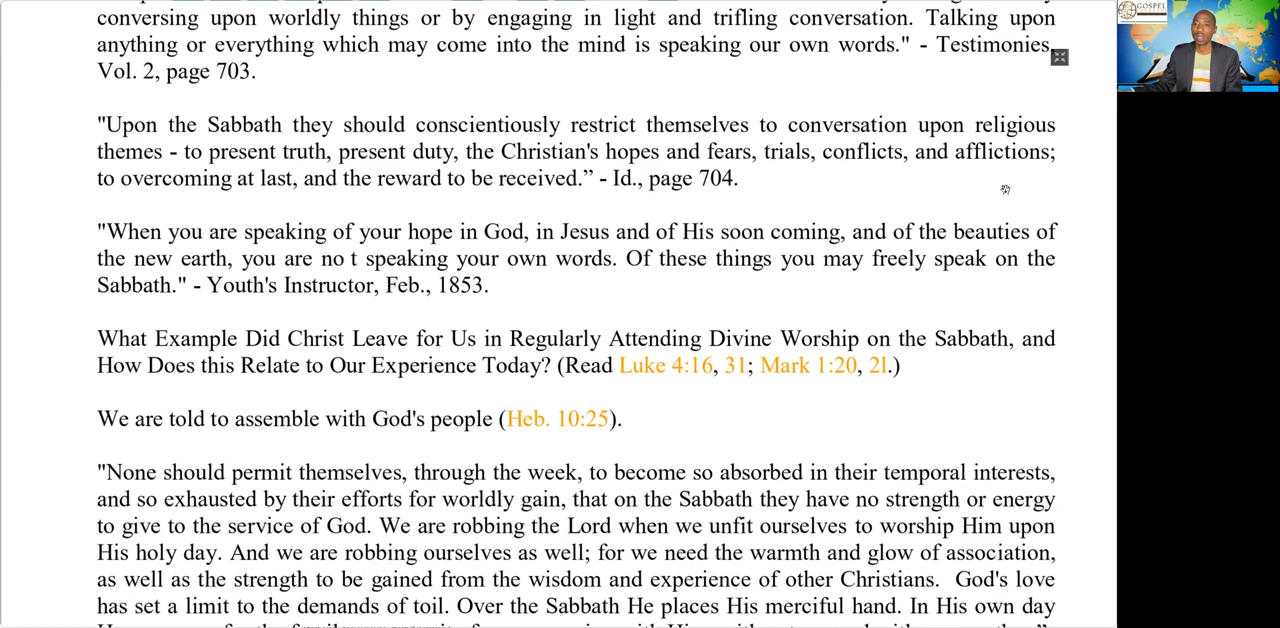 conversing upon worldly things or by engaging in light and trifling conversation. Talking upon
anything or everything which may come into the mind is speaking our own words." - Testimonies,
Vol. 2, page 703.
"Upon the Sabbath they should conscientiously restrict themselves to conversation upon religious
themes - to present truth, present duty, the Christian's hopes and fears, trials, conflicts, and afflictions;
to overcoming at last, and the reward to be received.” - Id., page 704.
"When you are speaking of your hope in God, in Jesus and of His soon coming, and of the beauties of
the new earth, you are no t speaking your own words. Of these things you may freely speak on the
Sabbath." - Youth's Instructor, Feb., 1853.
What Example Did Christ Leave for Us in Regularly Attending Divine Worship on the Sabbath, and
How Does this Relate to Our Experience Today? (Read Luke 4:16, 31; Mark 1:20, 2l.)
We are told to assemble with God's people (Heb. 10:25).
"None should permit themselves, through the week, to become so absorbed in their temporal interests,
and so exhausted by their efforts for worldly gain, that on the Sabbath they have no strength or energy
to give to the service of God. We are robbing the Lord when we unfit ourselves to worship Him upon
His holy day. And we are robbing ourselves as well; for we need the warmth and glow of association,
as well as the strength to be gained from the wisdom and experience of other Christians. God's love
has set a limit to the demands of toil. Over the Sabbath He places His merciful hand. In His own day
GOSPEL